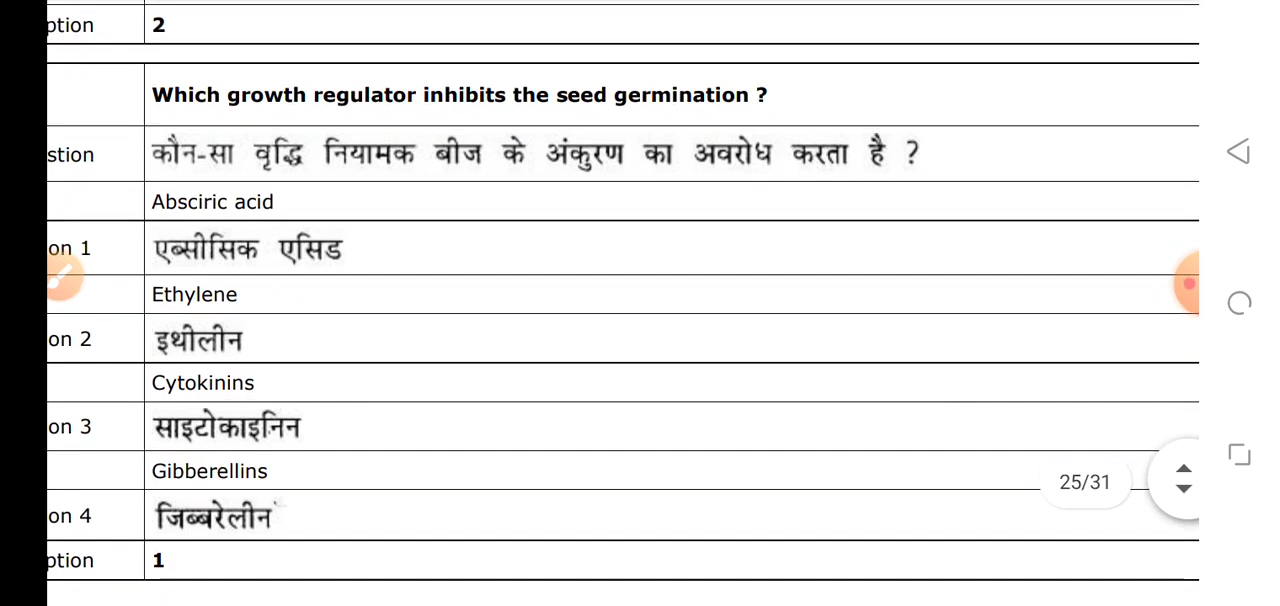 ption 2
Which growth regulator inhibits the seed germination ?
stion कौन-सा वृद्धि नियामक बीज के अंकुरण का अवरोध करता है ?
Absciric acid
on 1 एब्सीसिक एसिड
Ethylene
on 2 इथीलीन
Cytokinins
on 3 साइटोकाइनिन
Gibberellins
25/31
on 4 जिब्बरेलीन
ption 1